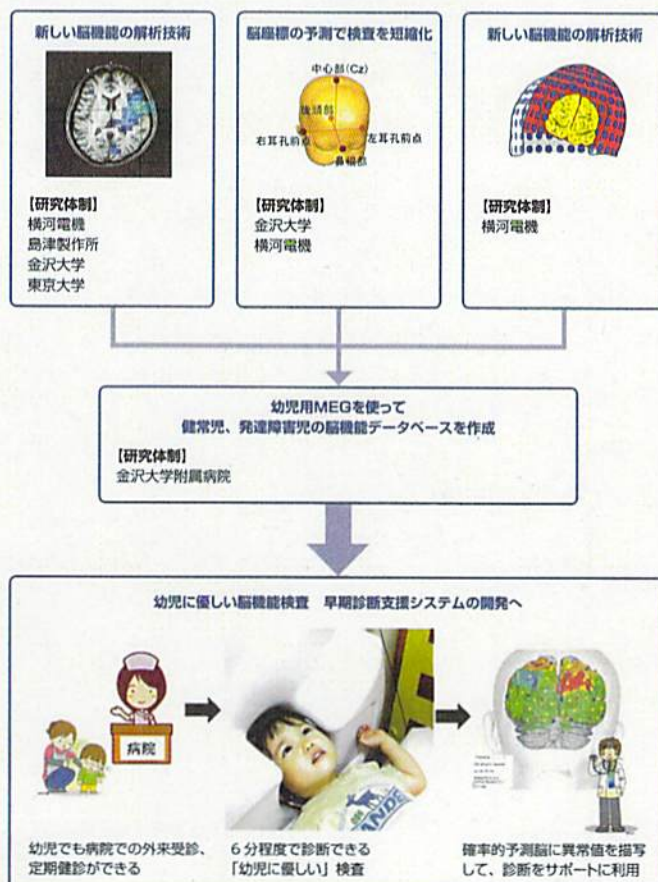 新しい脳機能の解析技術
【研究体制】
横河電機
島津製作所
金沢大学
東京大学
脳座標の予測で検査を短縮化
中心部(Cz)
後頭部
右耳孔前点
左耳孔前点
鼻根部
【研究体制】
金沢大学
横河電機
新しい脳機能の解析技術
【研究体制】
横河電機
幼児用MEGを使って
健常児、発達障害児の脳機能データベースを作成
【研究体制】
金沢大学附属病院
幼児に優しい脳機能検査 早期診断支援システムの開発へ
病院
幼児でも病院での外来受診、
定期健診ができる
6分程度で診断できる
「幼児に優しい」検査
確率的予測脳に異常値を描写
して、診断をサポートに利用